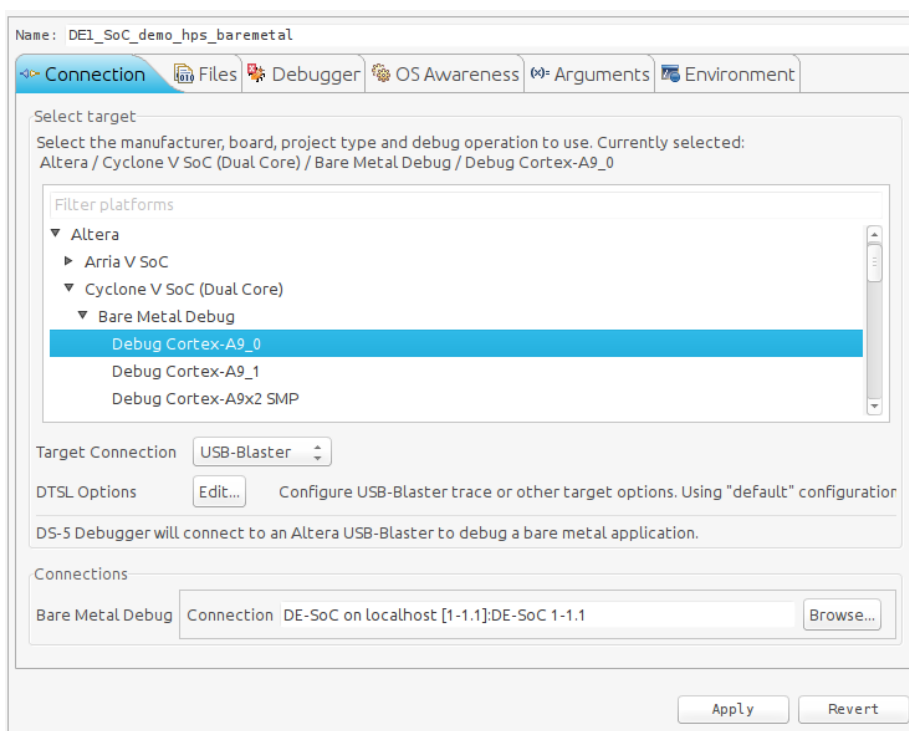 Name: DE1_SoC_demo_hps_baremetal
Connection Files Debugger OS Awareness (x)= Arguments Environment
Select target
Select the manufacturer, board, project type and debug operation to use. Currently selected:
Altera / Cyclone V SoC (Dual Core) / Bare Metal Debug / Debug Cortex-A9_0
Filter platforms
Altera
Arria V SoC
Cyclone V SoC (Dual Core)
Bare Metal Debug
Debug Cortex-A9_0
Debug Cortex-A9_1
Debug Cortex-A9x2 SMP
Target Connection USB-Blaster
DTSL Options Edit... Configure USB-Blaster trace or other target options. Using "default" configuration
DS-5 Debugger will connect to an Altera USB-Blaster to debug a bare metal application.
Connections
Bare Metal Debug Connection DE-SoC on localhost [1-1.1]:DE-SoC 1-1.1 Browse...
Apply Revert